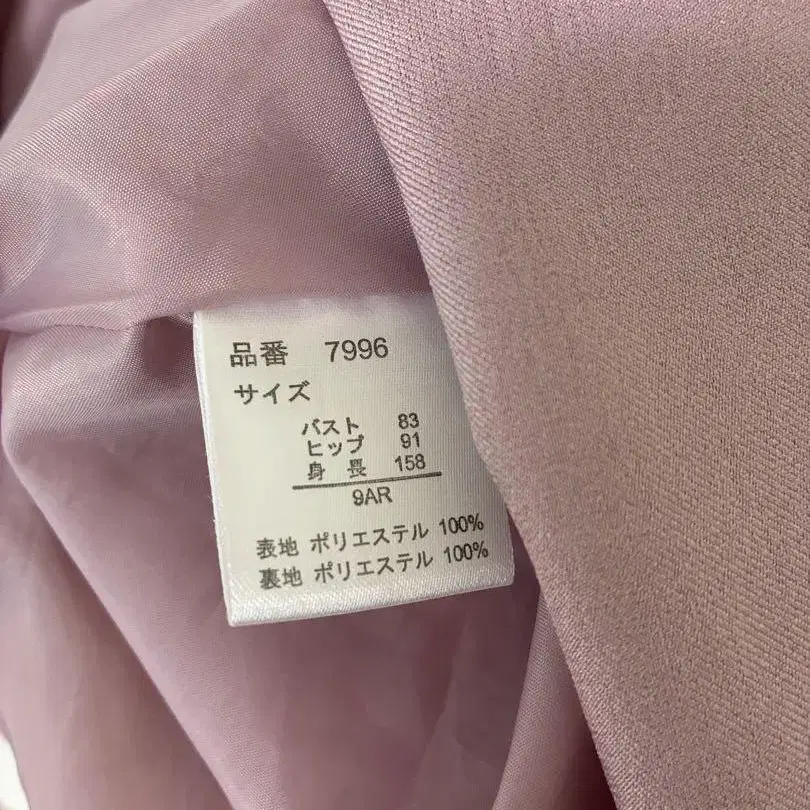 品番 7996
サイズ
バスト 83
ヒップ 91
身長 158
9AR
表地 ポリエステル 100%
裏地 ポリエステル 100%